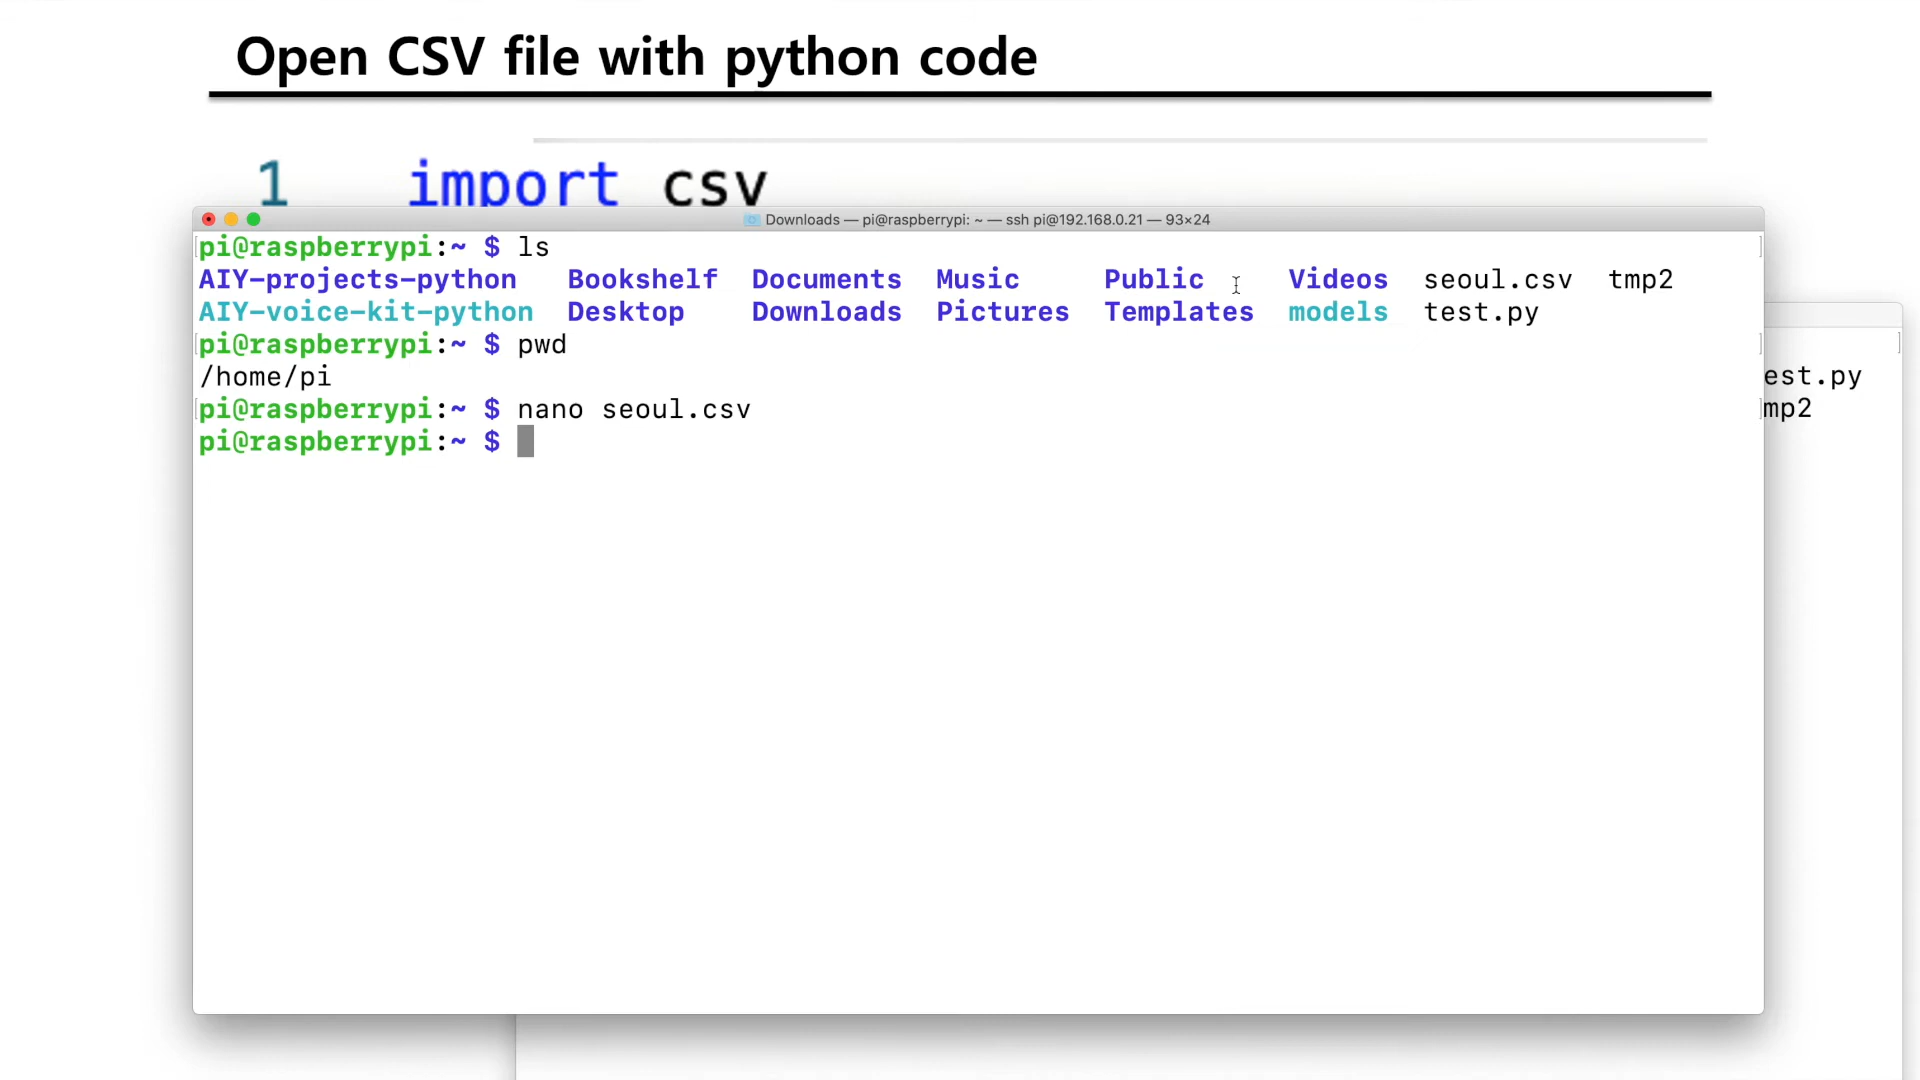 Open CSV file with python code
1 import csv
Downloads — pi@raspberrypi: ~ — ssh pi@192.168.0.21 — 93×24
pi@raspberrypi:~ $ ls
AIY-projects-python Bookshelf Documents Music Public Videos seoul.csv tmp2
AIY-voice-kit-python Desktop Downloads Pictures Templates models test.py
pi@raspberrypi:~ $ pwd
/home/pi
pi@raspberrypi:~ $ nano seoul.csv
pi@raspberrypi:~ $
est.py
mp2